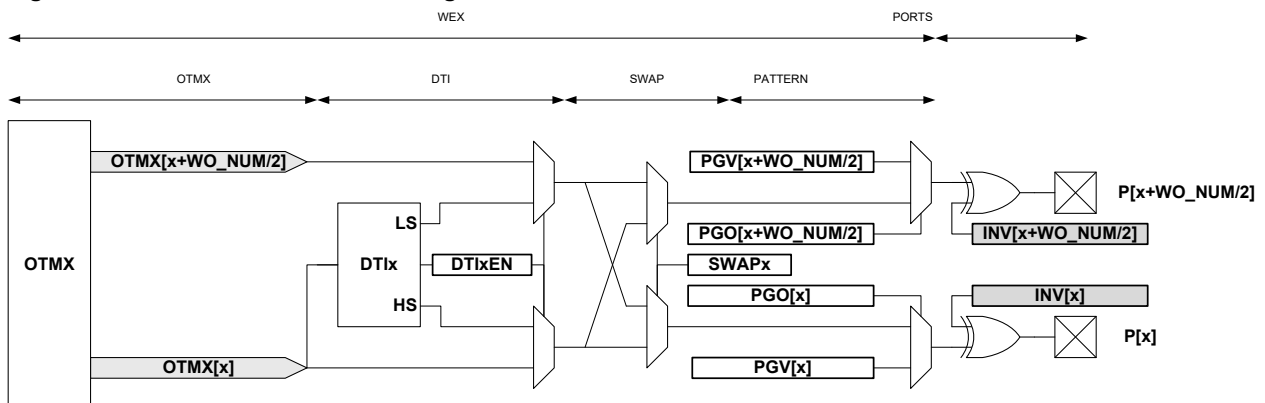 WEX PORTS
OTMX DTI SWAP PATTERN
OTMX[x+WO_NUM/2] PGV[x+WO_NUM/2]
P[x+WO_NUM/2]
LS
PGO[x+WO_NUM/2] INV[x+WO_NUM/2]
OTMX DTIx DTIxEN SWAPx
HS PGO[x] INV[x]
P[x]
OTMX[x] PGV[x]